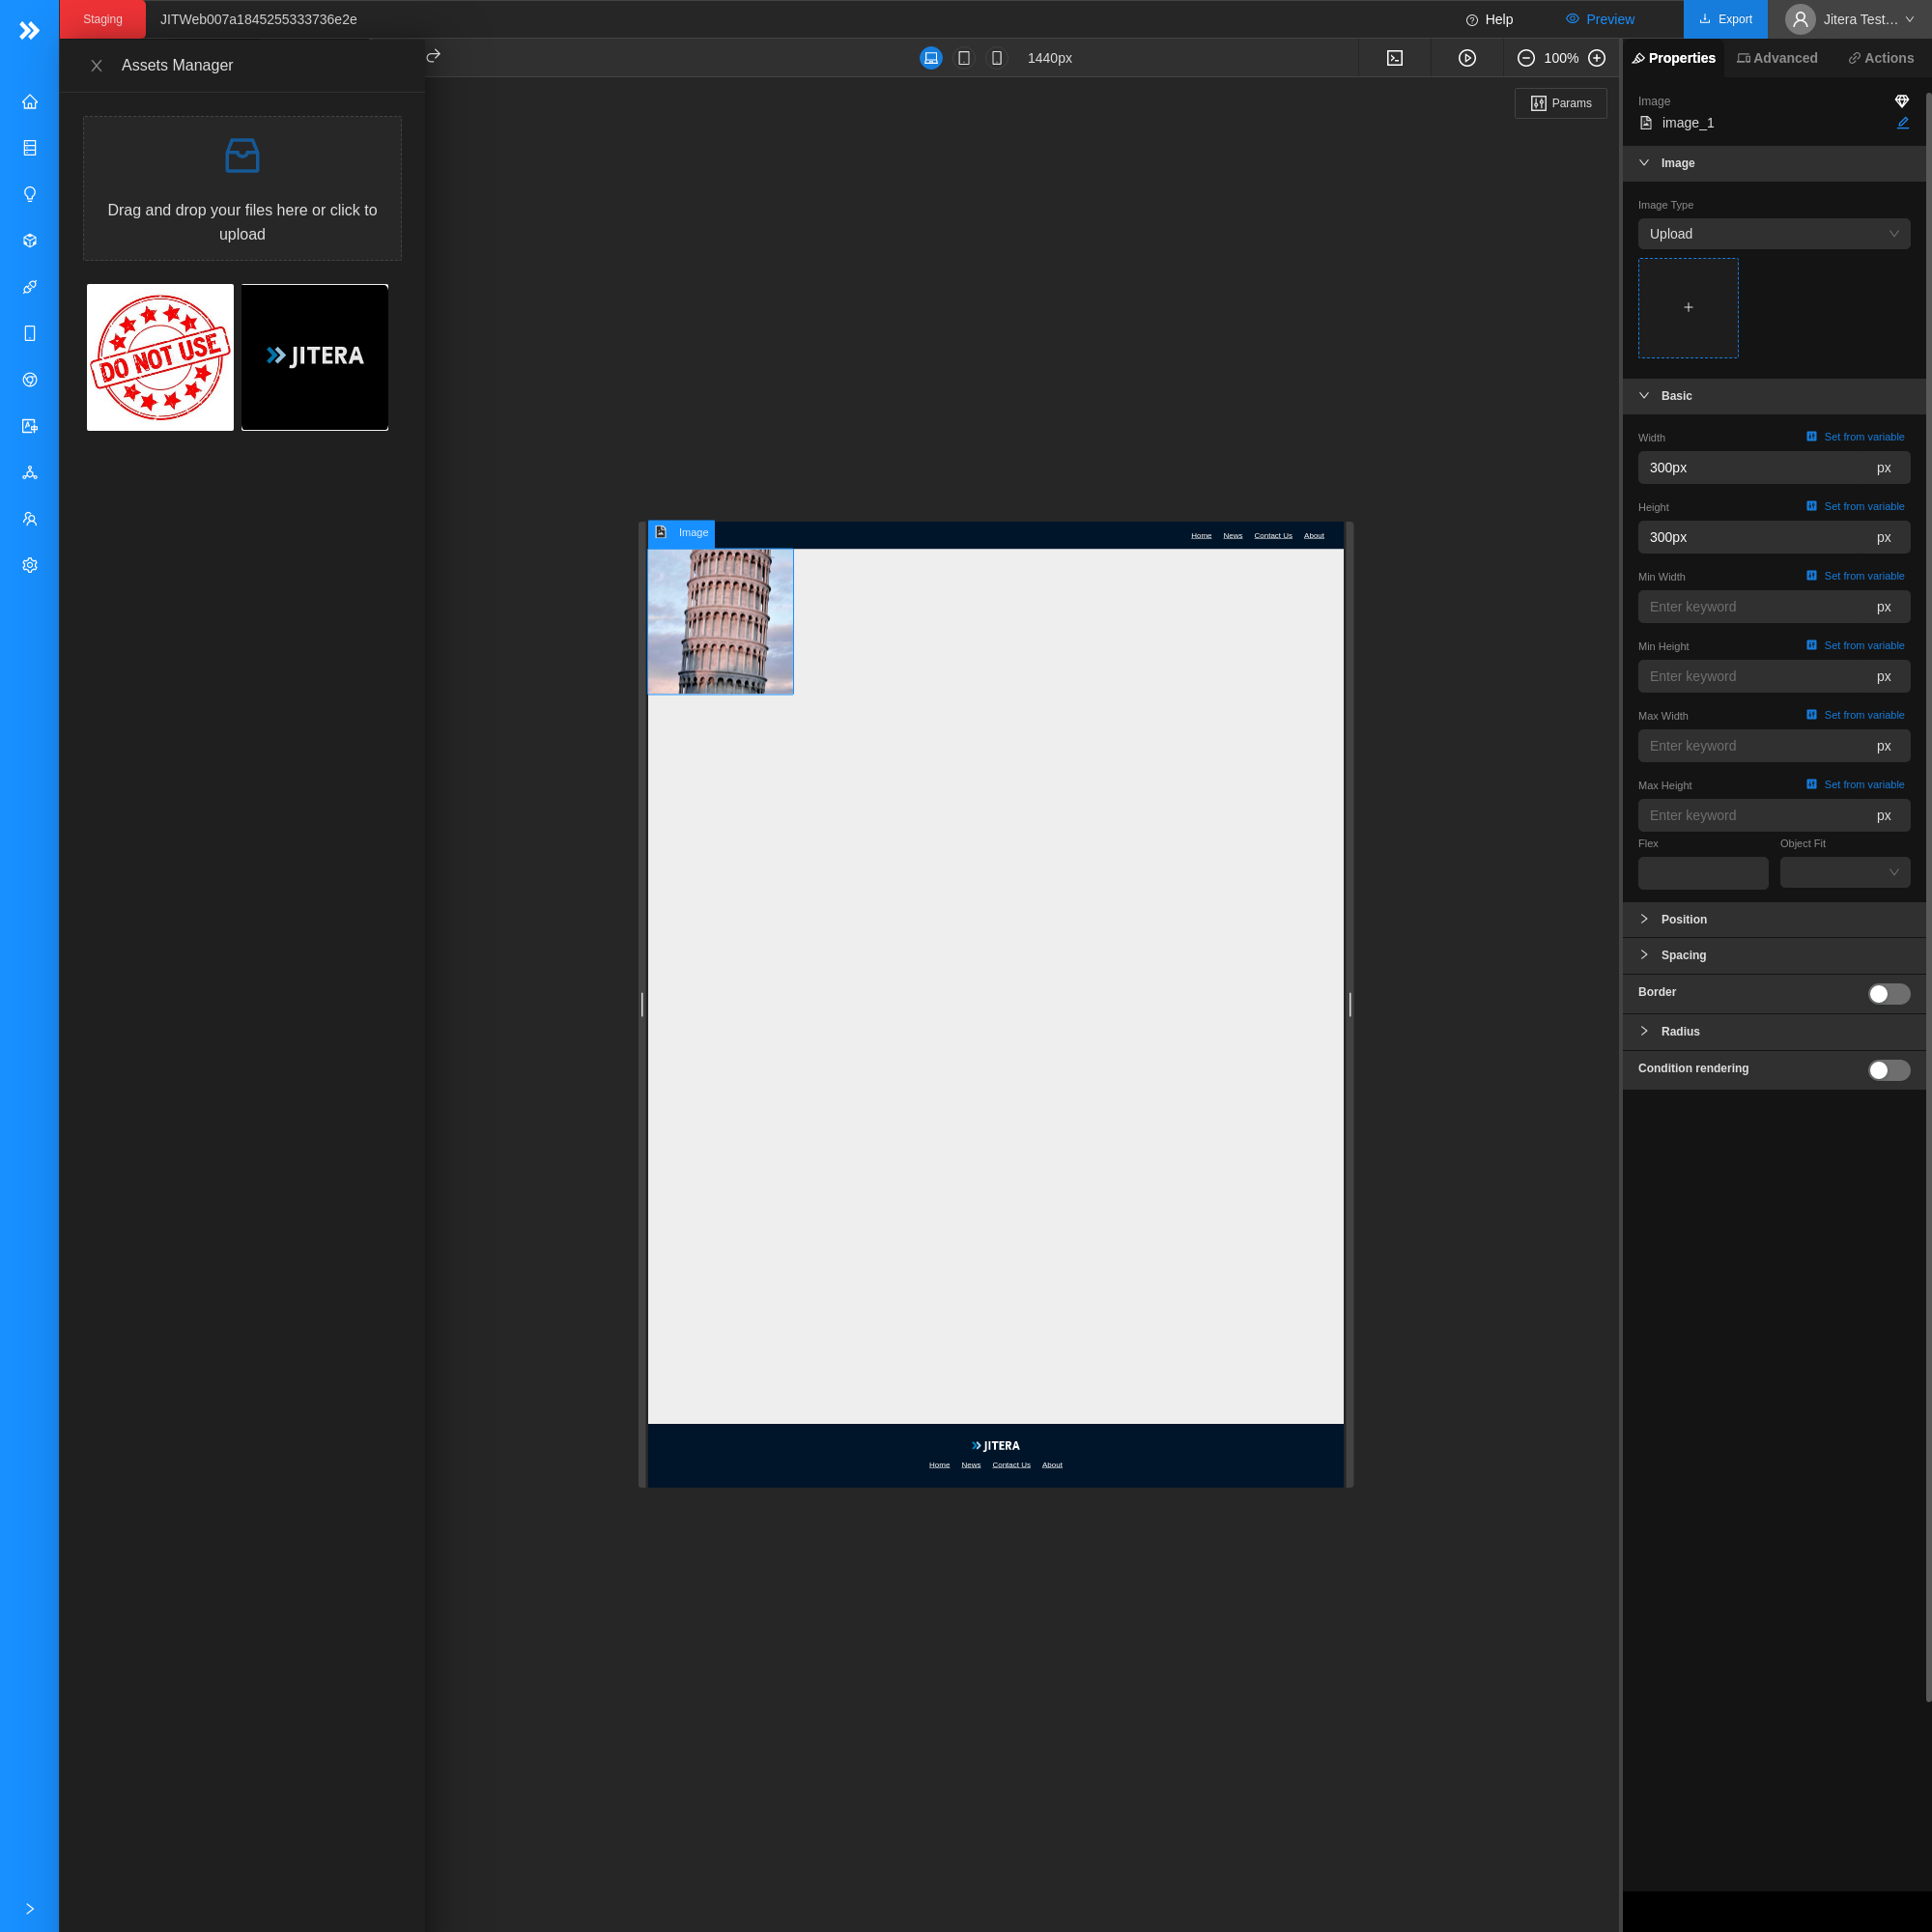 Staging
JITWeb007a1845255333736e2e
Help
Preview
Export
Jitera Test...
Assets Manager
1440px
100%
Properties
Advanced
Actions
Params
Drag and drop your files here or click to
upload
DO NOT USE
JITERA
Image
image_1
Image
Image Type
Upload
Basic
Width
Set from variable
300px
px
Height
Set from variable
300px
px
Min Width
Set from variable
Enter keyword
px
Min Height
Set from variable
Enter keyword
px
Max Width
Set from variable
Enter keyword
px
Max Height
Set from variable
Enter keyword
px
Flex
Object Fit
Position
Spacing
Border
Radius
Condition rendering
Image
Home News Contact Us About
JITERA
Home News Contact Us About